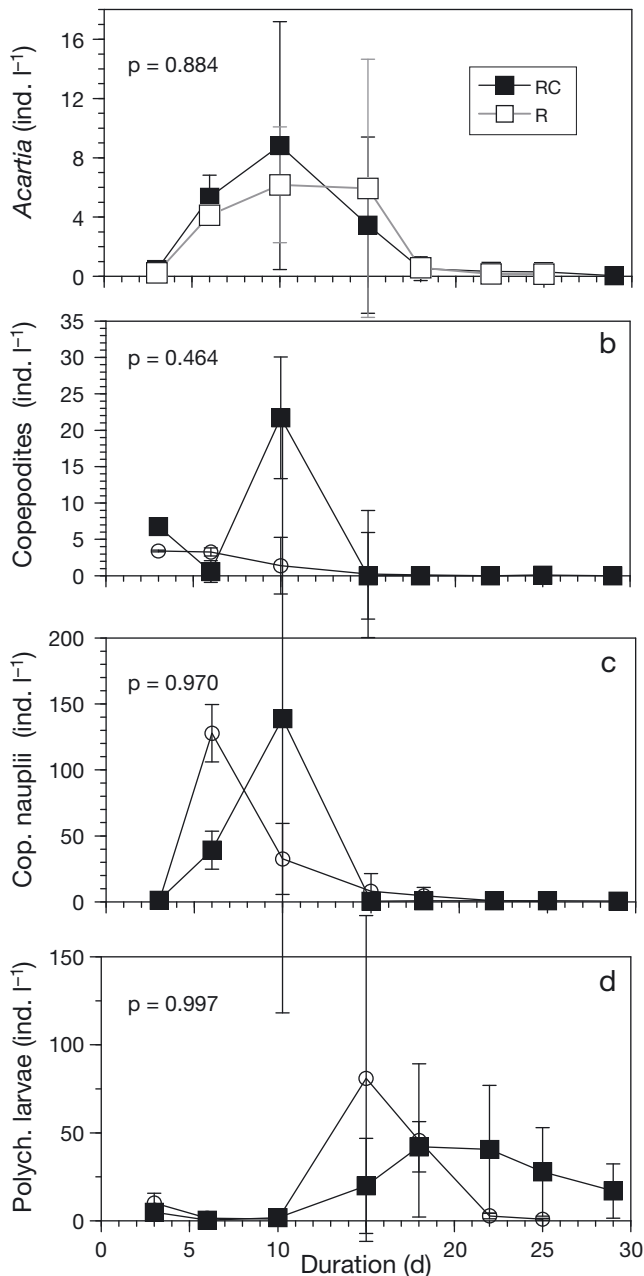 Acartia (ind. l⁻¹)
16
12
8
4
0
p = 0.884
RC
R
Copepodites (ind. l⁻¹)
35
30
25
20
15
10
5
0
p = 0.464
b
Cop. nauplii (ind. l⁻¹)
200
150
100
50
0
p = 0.970
c
Polych. larvae (ind. l⁻¹)
150
100
50
0
p = 0.997
d
0 5 10 15 20 25 30
Duration (d)